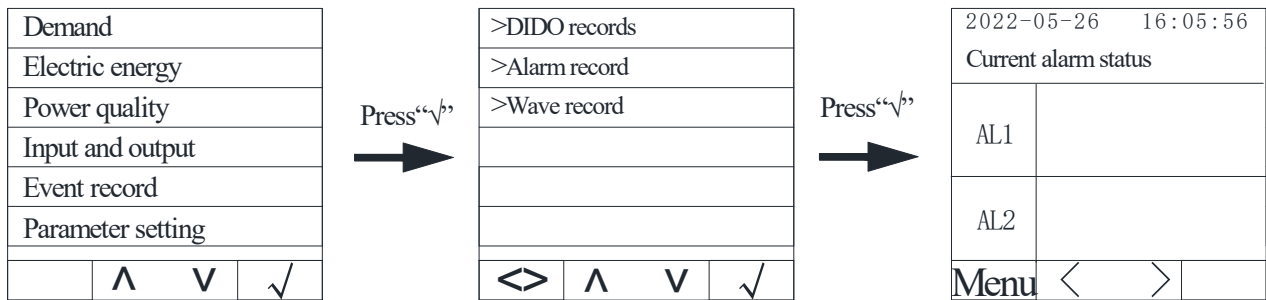 Demand
Electric energy
Power quality
Input and output
Event record
Parameter setting
Λ V √
Press“√”
>DIDO records
>Alarm record
>Wave record
<> Λ V √
Press“√”
2022-05-26 16:05:56
Current alarm status
AL1
AL2
Menu < >